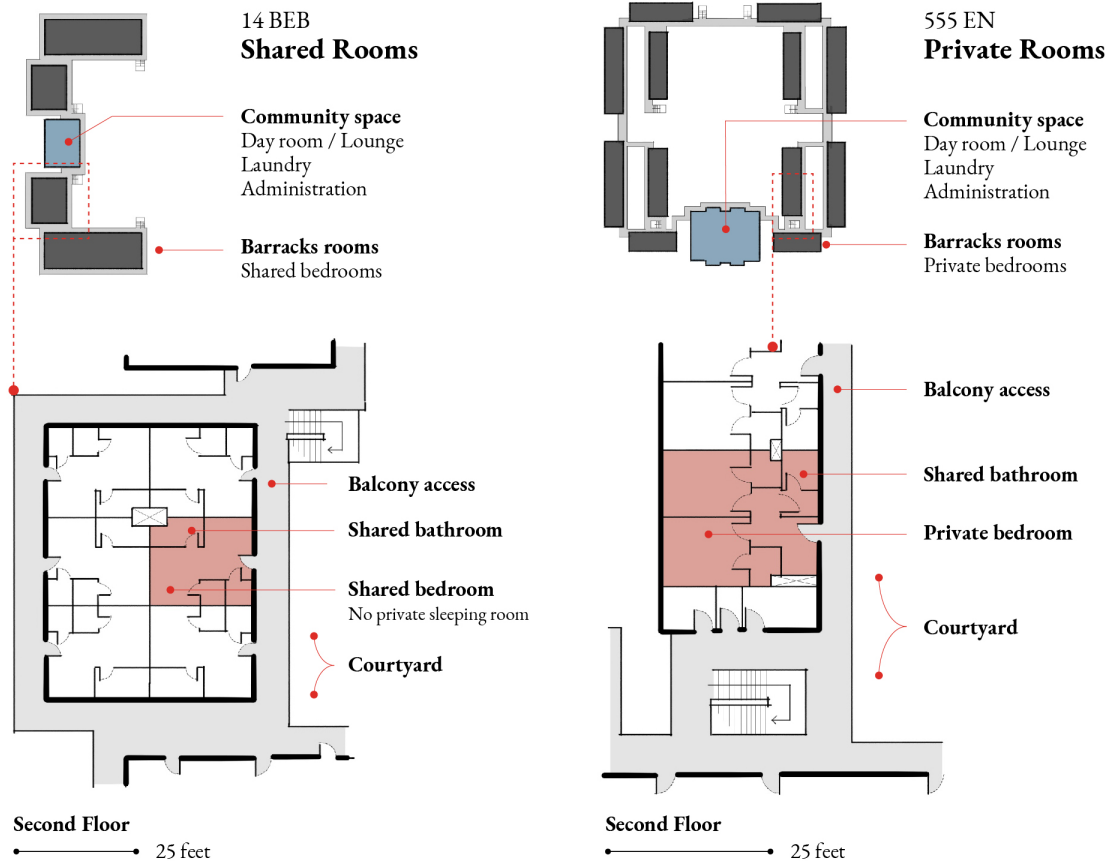 14 BEB
Shared Rooms
Community space
Day room / Lounge
Laundry
Administration
Barracks rooms
Shared bedrooms
Balcony access
Shared bathroom
Shared bedroom
No private sleeping room
Courtyard
Second Floor
25 feet
555 EN
Private Rooms
Community space
Day room / Lounge
Laundry
Administration
Barracks rooms
Private bedrooms
Balcony access
Shared bathroom
Private bedroom
Courtyard
Second Floor
25 feet